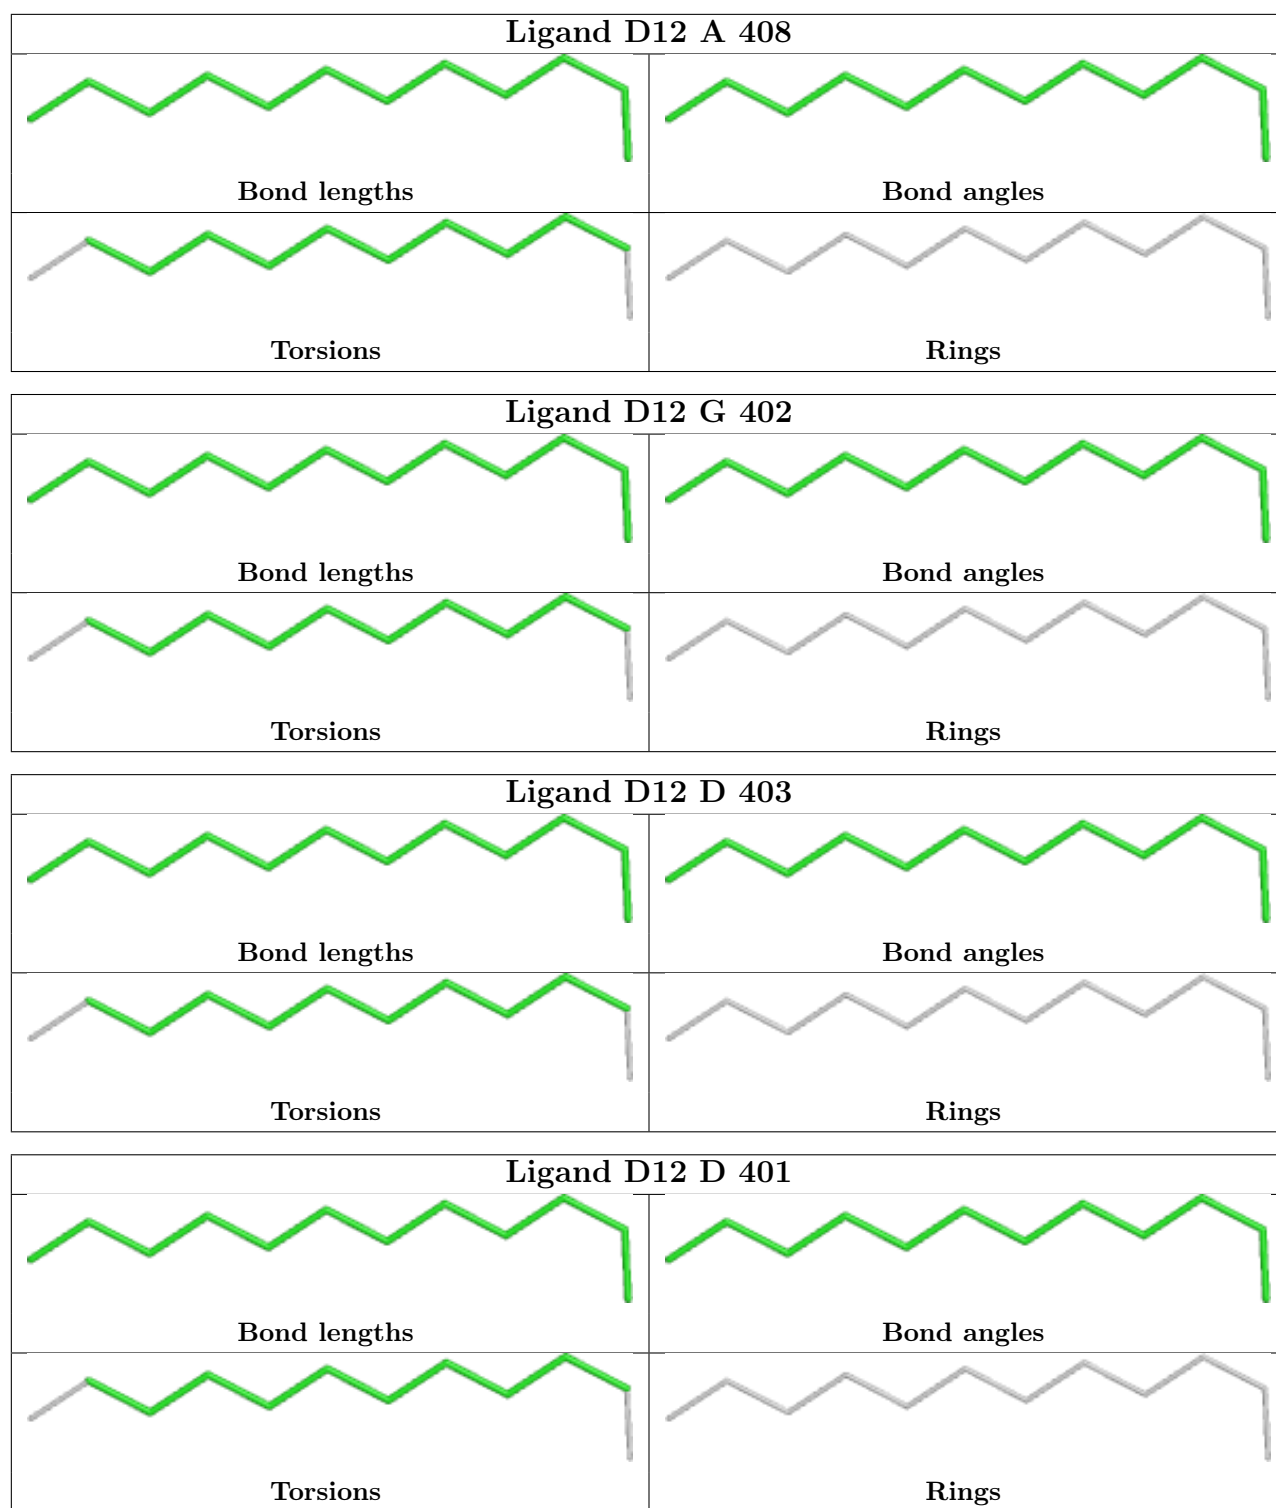 Ligand D12 A 408
Bond lengths
Bond angles
Torsions
Rings
Ligand D12 G 402
Bond lengths
Bond angles
Torsions
Rings
Ligand D12 D 403
Bond lengths
Bond angles
Torsions
Rings
Ligand D12 D 401
Bond lengths
Bond angles
Torsions
Rings